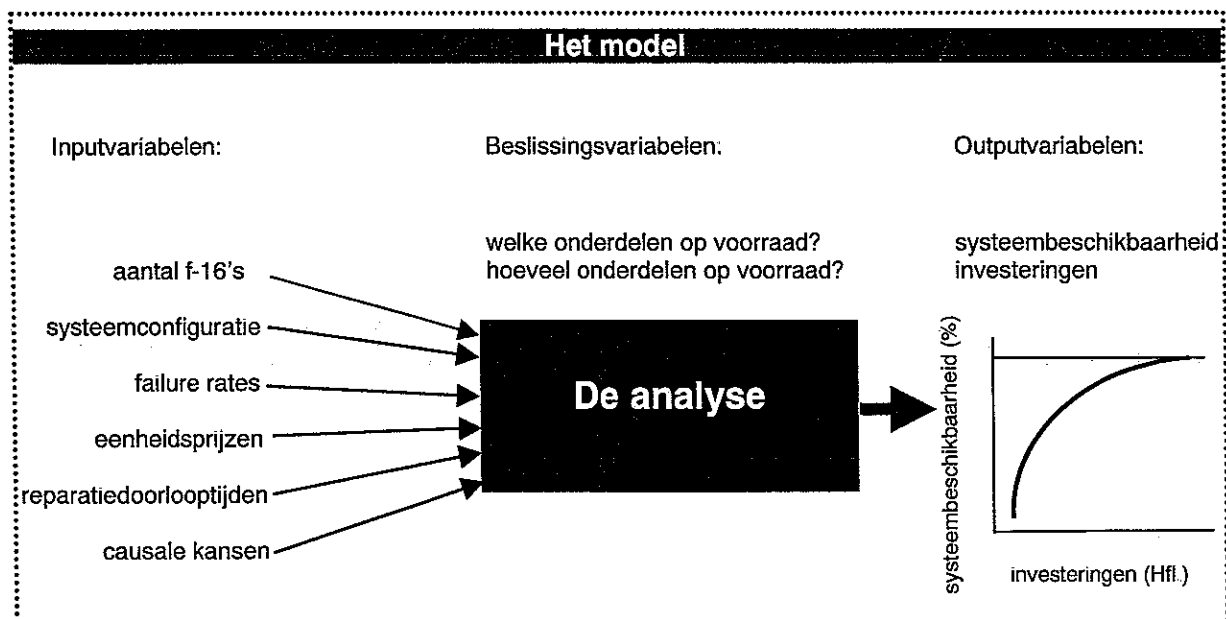 Het model
Inputvariabelen:
aantal f-16's
systeemconfiguratie
failure rates
eenheidsprijzen
reparatiedoorlooptijden
causale kansen
Beslissingsvariabelen:
welke onderdelen op voorraad?
hoeveel onderdelen op voorraad?
De analyse
Outputvariabelen:
systeembeschikbaarheid
investeringen
systeembeschikbaarheid (%)
investeringen (Hfl.)